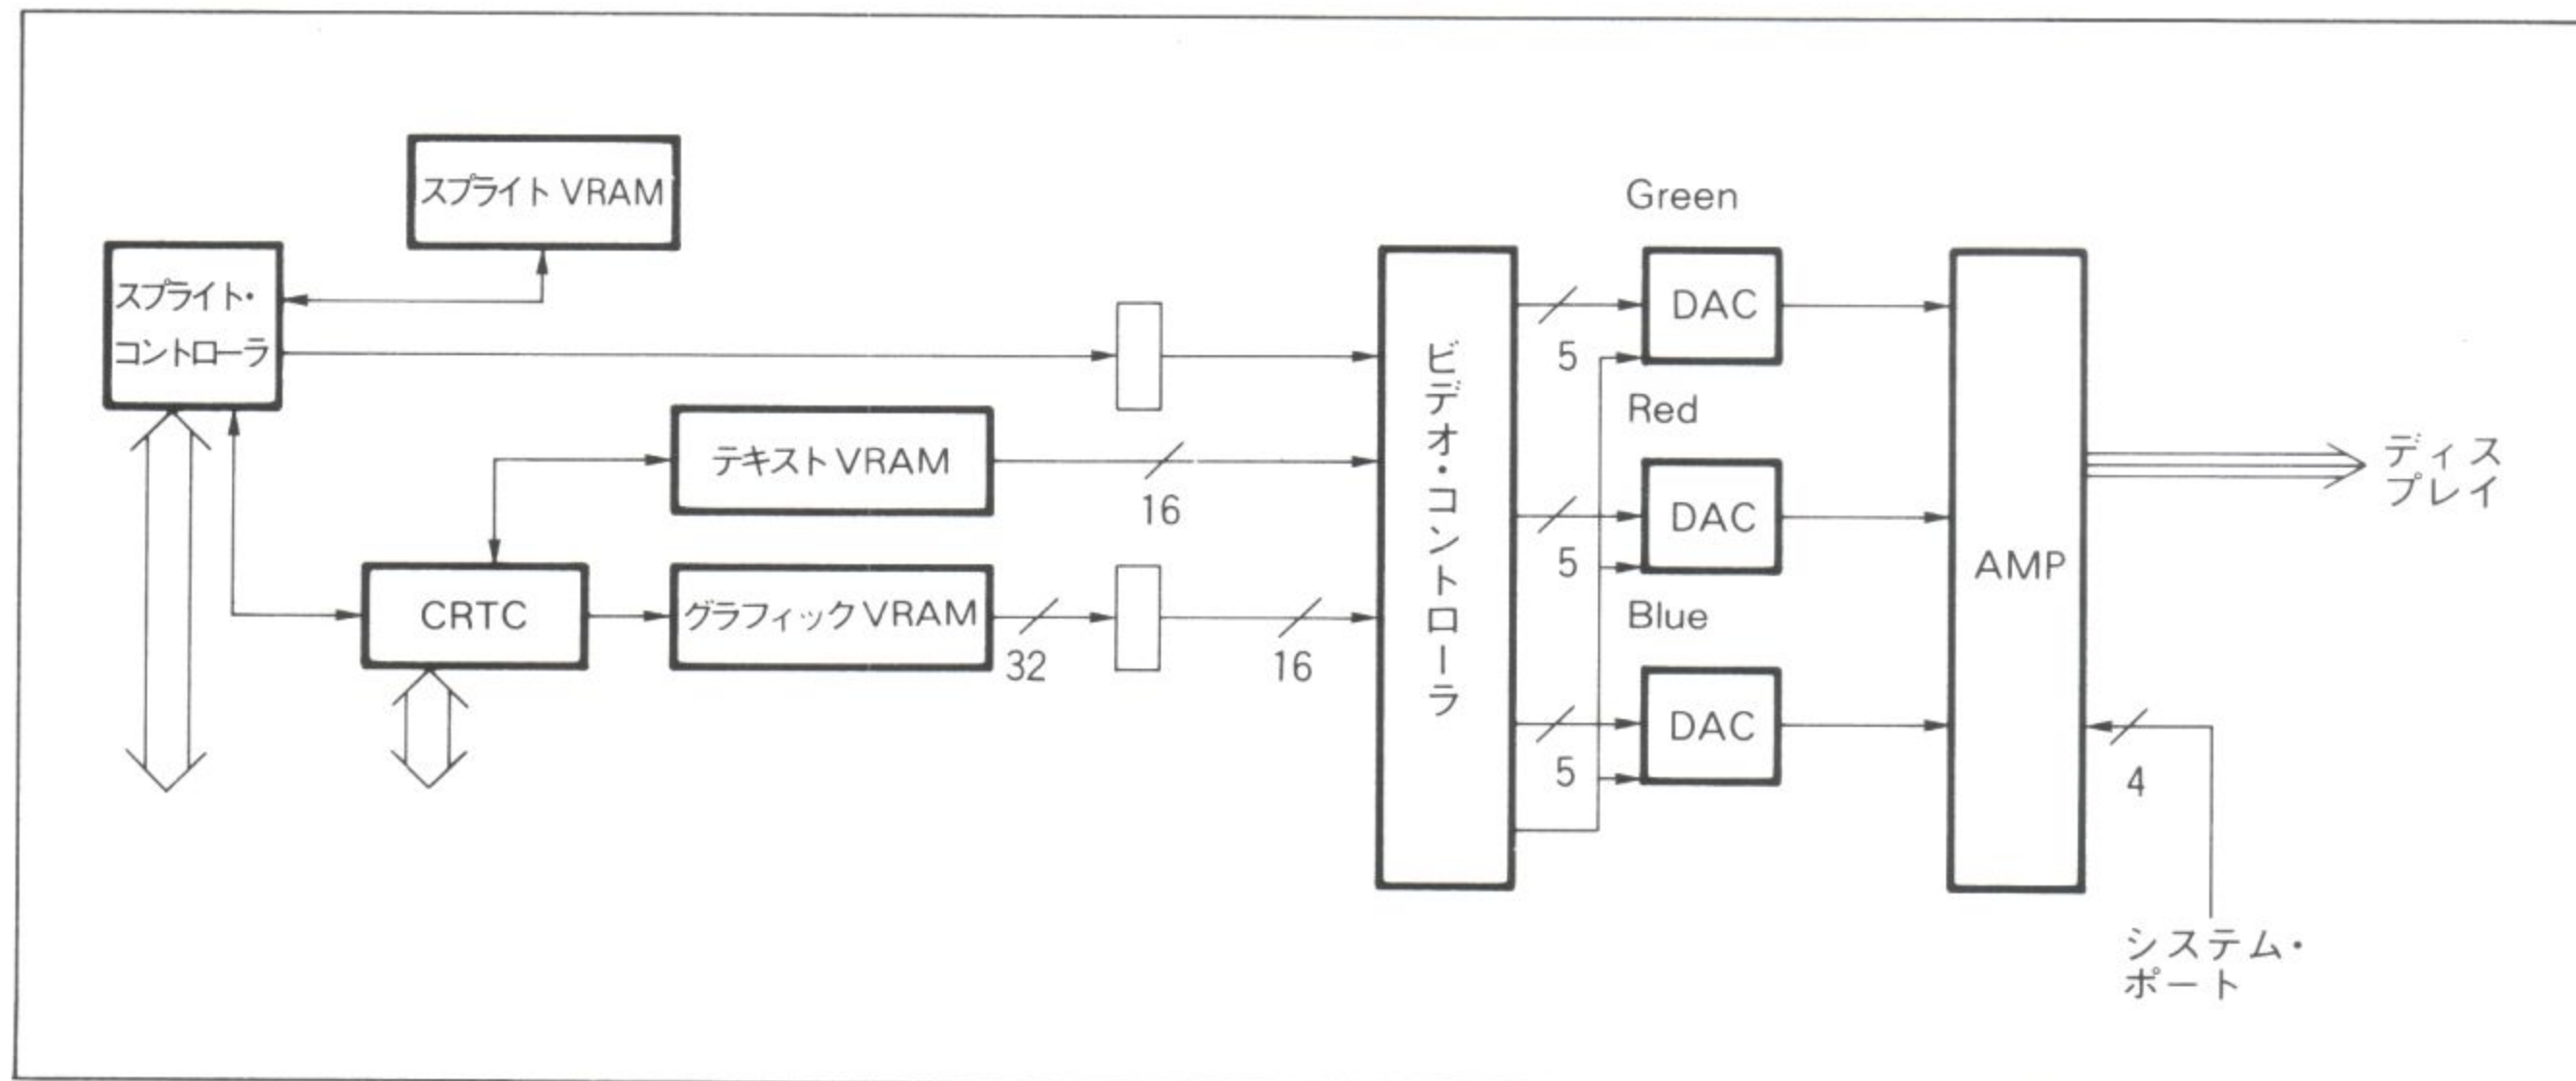 スプライト VRAM
スプライト・
コントローラ
テキスト VRAM
16
CRTC
グラフィック VRAM
32
16
ビデオ・コントローラ
Green
DAC
5
Red
DAC
5
Blue
DAC
5
AMP
ディス
プレイ
4
システム・
ポート